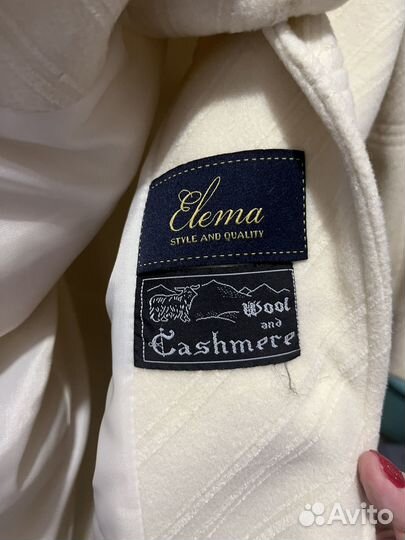 Elema
STYLE AND QUALITY
Wool
and
Cashmere
Avito